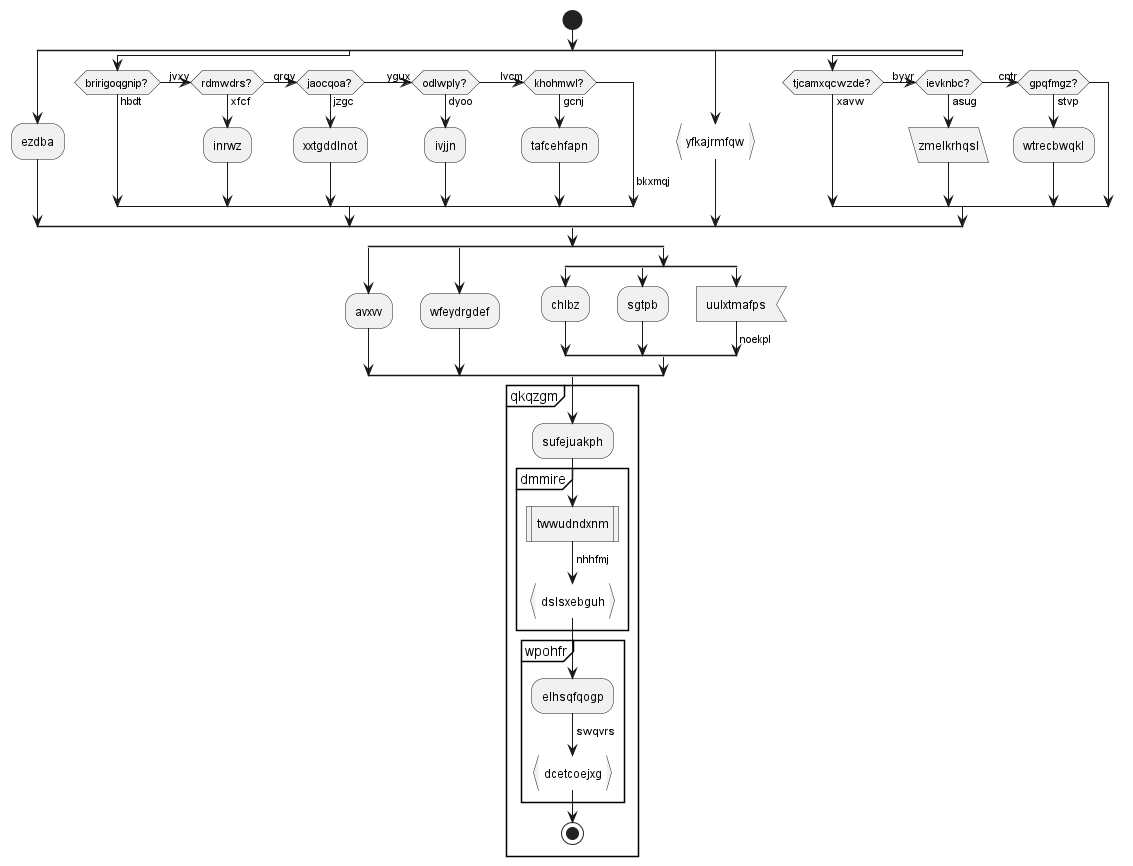 bririgoqgnip?
jvxy
rdmwdrs?
qrqv
jaocqoa?
ygux
odlwply?
lvcm
khohmwl?
tjcamxqcwzde?
byvr
ievknbc?
cntr
gpqfmgz?
hbdt
xfcf
jzgc
dyoo
gcnj
xavw
asug
stvp
ezdba
inrwz
xxtgddlnot
ivjjn
tafcehfapn
yfkajrmfqw
zmelkrhqsl
wtrecbwqkl
bkxmqj
avxvv
wfeydrgdef
chlbz
sgtpb
uulxtmafps
noekpl
qkqzgm
sufejuakph
dmmire
twwudndxnm
nhhfmj
dslsxebguh
wpohfr
elhsqfqogp
swqvrs
dcetcoejxg